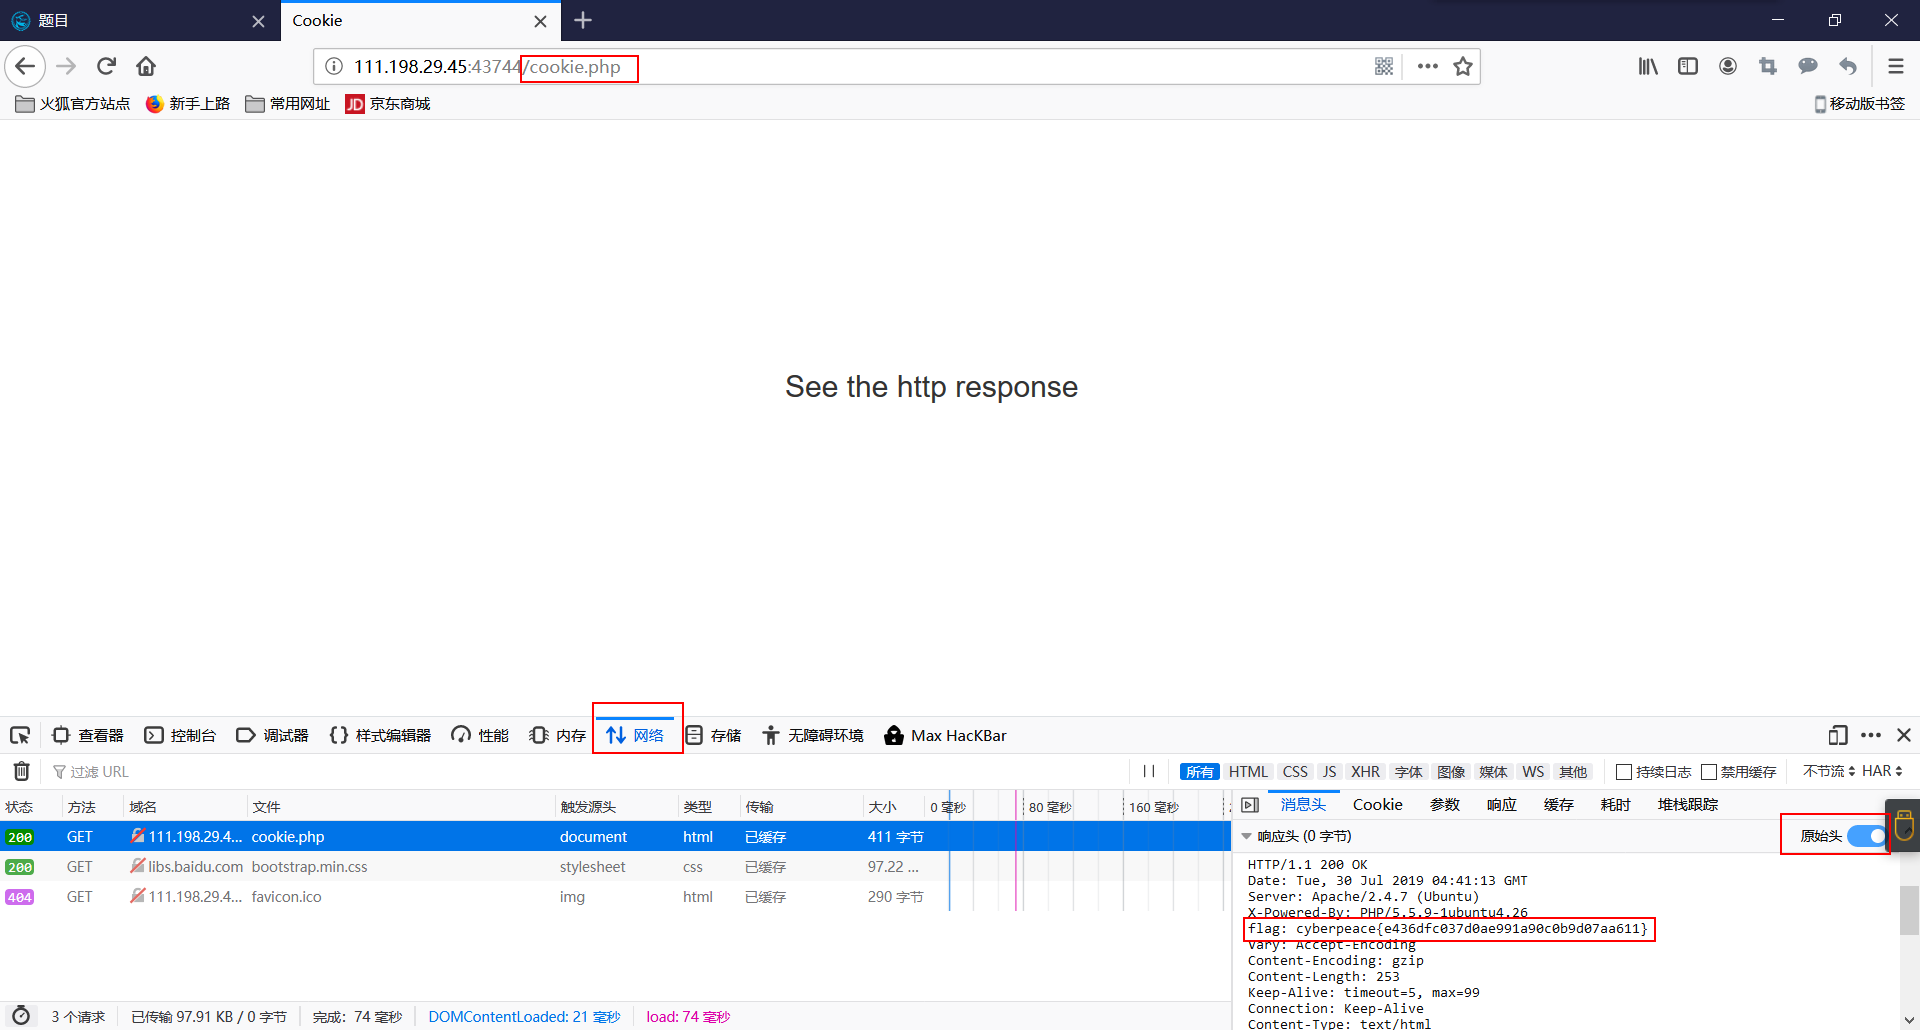 题目
Cookie
111.198.29.45:43744/cookie.php
火狐官方站点 新手上路 常用网址 JD 京东商城 移动版书签
See the http response
查看器 控制台 调试器 样式编辑器 性能 内存 网络 存储 无障碍环境 Max HacKBar
过滤 URL 所有 HTML CSS JS XHR 字体 图像 媒体 WS 其他 持续日志 禁用缓存 不节流 HAR
状态 方法 域名 文件 触发源头 类型 传输 大小 0 毫秒 80 毫秒 160 毫秒
200 GET 111.198.29.4... cookie.php document html 已缓存 411 字节
200 GET libs.baidu.com bootstrap.min.css stylesheet css 已缓存 97.22 ...
404 GET 111.198.29.4... favicon.ico img html 已缓存 290 字节
消息头 Cookie 参数 响应 缓存 耗时 堆栈跟踪
响应头 (0 字节) 原始头
HTTP/1.1 200 OK
Date: Tue, 30 Jul 2019 04:41:13 GMT
Server: Apache/2.4.7 (Ubuntu)
X-Powered-By: PHP/5.5.9-1ubuntu4.26
flag: cyberpeace{e436dfc037d0ae991a90c0b9d07aa611}
Vary: Accept-Encoding
Content-Encoding: gzip
Content-Length: 253
Keep-Alive: timeout=5, max=99
Connection: Keep-Alive
Content-Type: text/html
3 个请求 已传输 97.91 KB / 0 字节 完成: 74 毫秒 DOMContentLoaded: 21 毫秒 load: 74 毫秒